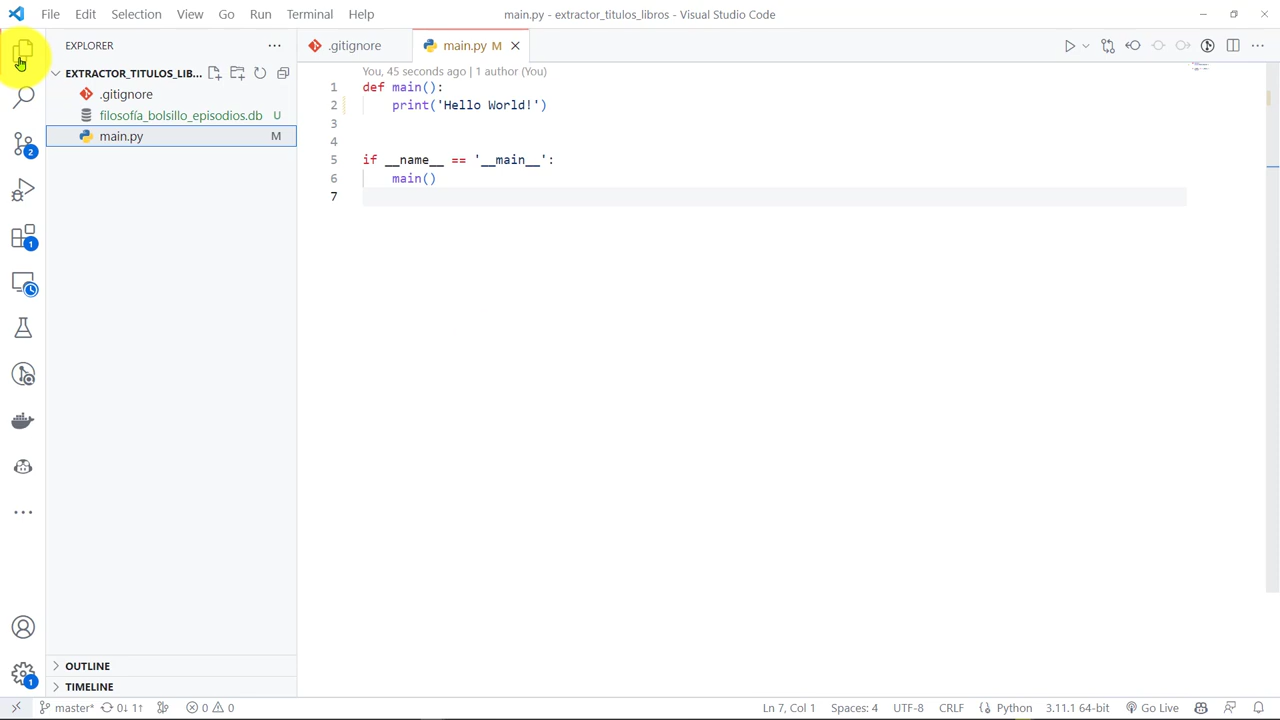 File Edit Selection View Go Run Terminal Help
main.py - extractor_titulos_libros - Visual Studio Code
EXPLORER
EXTRACTOR_TITULOS_LIB...
.gitignore
filosofía_bolsillo_episodios.db U
main.py M
OUTLINE
TIMELINE
2
1
1
.gitignore
main.py M
You, 45 seconds ago | 1 author (You)
1 def main():
2 print('Hello World!')
3
4
5 if __name__ == '__main__':
6 main()
7
master* 0↓ 1↑ 0 0
Ln 7, Col 1 Spaces: 4 UTF-8 CRLF Python 3.11.1 64-bit Go Live